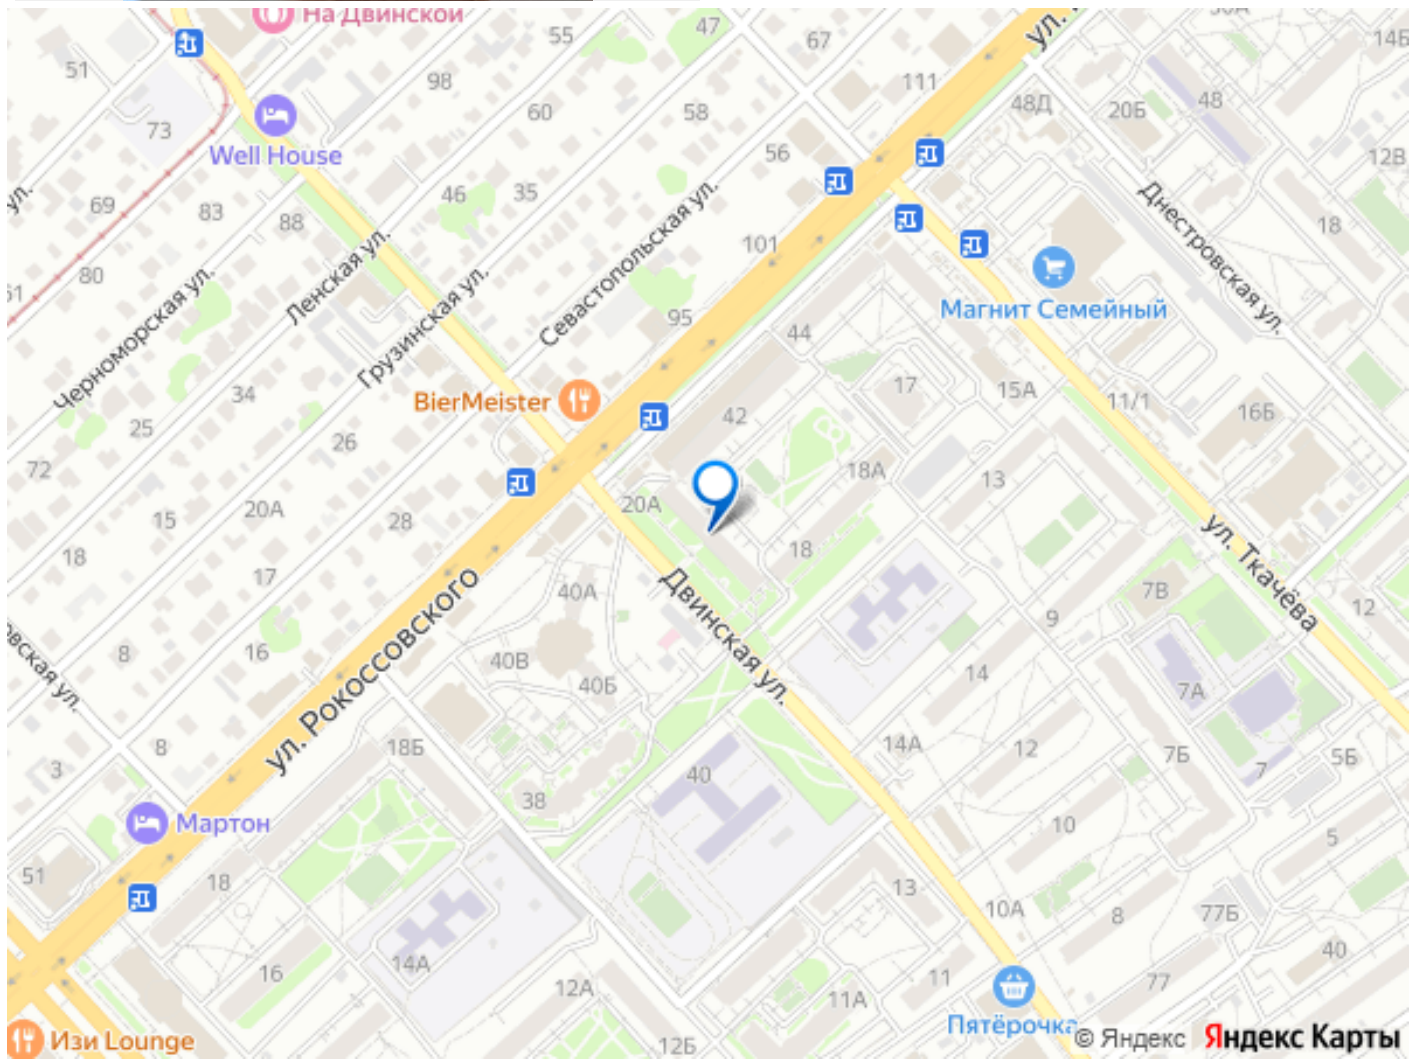 На Двинской
55
47
67
ул.
14Б
51
98
111
60
58
48Д
20Б
48
73
56
12В
Well House
46
35
69
83
88
18
ул.
101
Днестровская ул.
80
Ленская ул.
Севастопольская ул.
Магнит Семейный
51
Черноморская ул.
Грузинская ул.
95
44
34
17
15А
11/1
BierMeister
42
16Б
25
26
72
18А
13
20А
15
20А
28
ул. Ткачёва
18
18
17
40А
Двинская ул.
7В
12
9
8
16
40В
14
40Б
7А
ул. Рокоссовского
8
18Б
14А
12
7Б
5Б
3
40
7
38
Мартон
10
5
51
18
13
10А
8
77Б
40
16
14А
12А
11
77
11А
Пятёрочка
Изи Lounge
12Б
© Яндекс Яндекс Карты